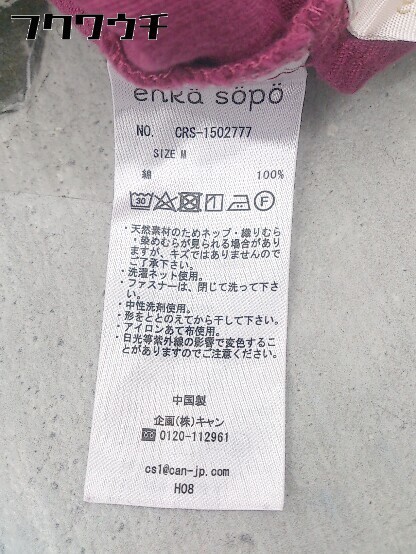 フクワウチ
enkä söpö
NO. CRS-1502777
SIZE M
綿 100%
30 F
・天然素材のためネップ・織りむら
・染めむらが見られる場合があり
ますが、キズではありませんので
ご了承下さい。
・洗濯ネット使用。
・ファスナーは、閉じて洗って下さ
い。
・中性洗剤使用。
・形をととのえてから干して下さい。
・アイロンあて布使用。
・日光等紫外線の影響で変色するこ
とがありますのでご注意ください。
中国製
企画(株)キャン
0120-112961
cs1@can-jp.com
H08